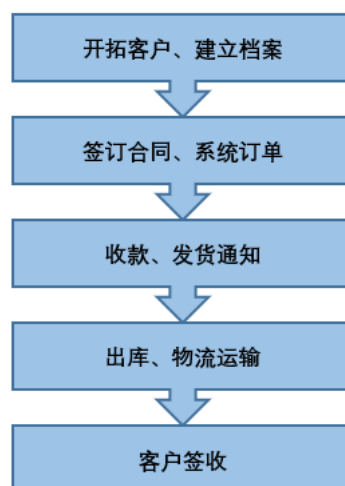 开拓客户、建立档案
签订合同、系统订单
收款、发货通知
出库、物流运输
客户签收